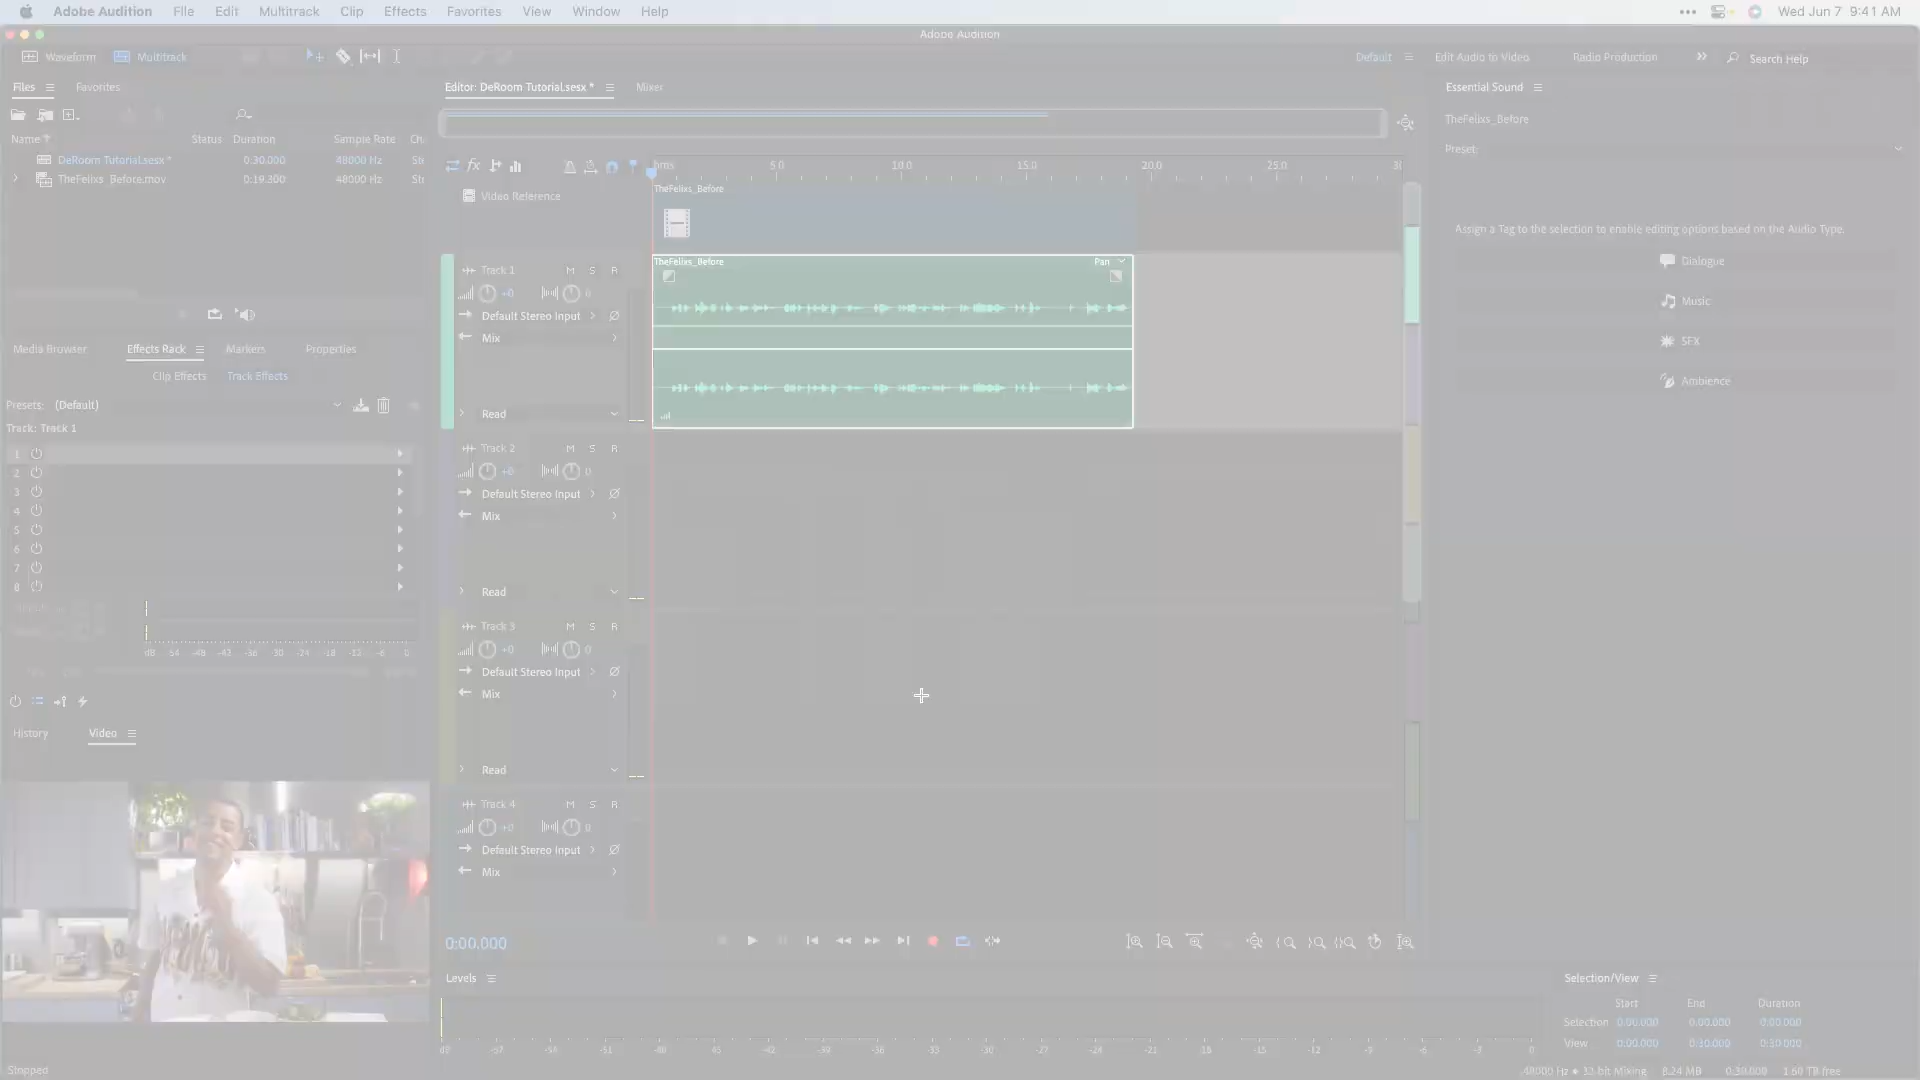 Adobe Audition File Edit Multitrack Clip Effects Favorites View Window Help Wed Jun 7 9:41 AM
Adobe Audition
Waveform Multitrack Default Edit Audio to Video Radio Production Search Help
Files Favorites Editor: DeRoom Tutorial.sesx * Mixer Essential Sound
TheFelixs_Before
Name Status Duration Sample Rate Ch
Preset:
DeRoom Tutorial.sesx * 0:30.000 48000 Hz Ste
TheFelixs_Before.mov 0:19.300 48000 Hz Ste
hms 5.0 10.0 15.0 20.0 25.0 3
TheFelixs_Before
Video Reference
Assign a Tag to the selection to enable editing options based on the Audio Type.
Dialogue
Music
SFX
Ambience
TheFelixs_Before Pan
Track 1 M S R
+0 0
Default Stereo Input
Mix
Read
Media Browser Effects Rack Markers Properties
Clip Effects Track Effects
Presets: (Default)
Track: Track 1
1
2
3
4
5
6
7
8
dB -54 -48 -42 -36 -30 -24 -18 -12 -6 0
Track 2 M S R
+0 0
Default Stereo Input
Mix
Read
Track 3 M S R
+0 0
Default Stereo Input
Mix
Read
Track 4 M S R
+0 0
Default Stereo Input
Mix
History Video
0:00.000
Levels
dB -57 -54 -51 -48 -45 -42 -39 -36 -33 -30 -27 -24 -21 -18 -15 -12 -9 -6 -3 0
Selection/View
Start End Duration
Selection 0:00.000 0:00.000 0:00.000
View 0:00.000 0:30.000 0:30.000
Stopped 48000 Hz • 32-bit Mixing 8.24 MB 0:30.000 1.60 TB free